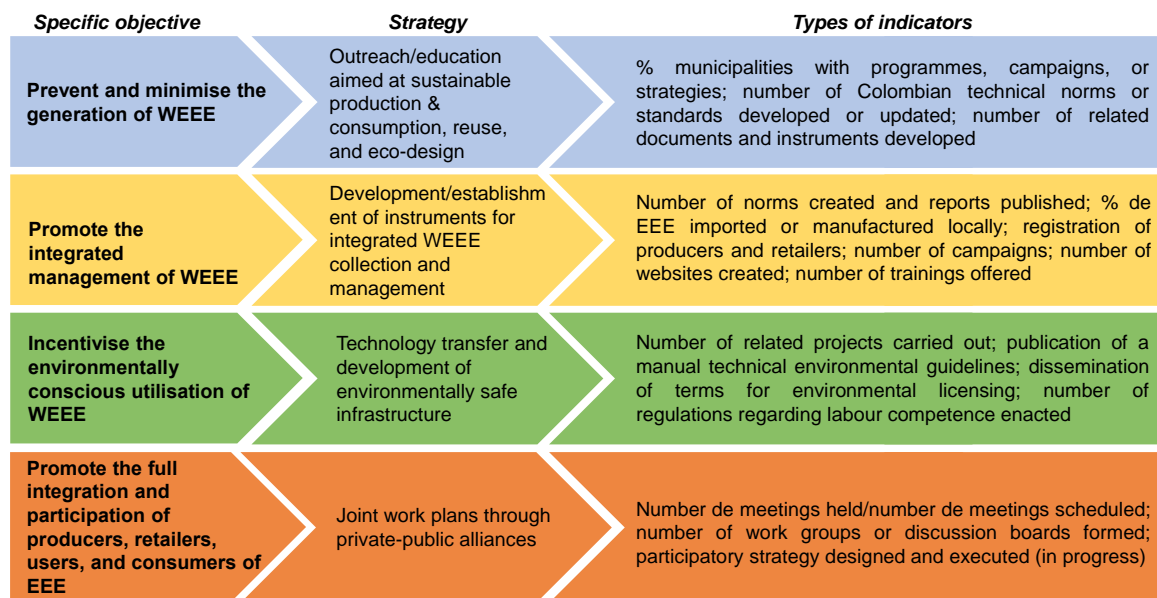 Specific objective
Strategy
Types of indicators
Prevent and minimise the
generation of WEEE
Outreach/education
aimed at sustainable
production &
consumption, reuse,
and eco-design
% municipalities with programmes, campaigns, or
strategies; number of Colombian technical norms or
standards developed or updated; number of related
documents and instruments developed
Promote the
integrated
management of WEEE
Development/establishm
ent of instruments for
integrated WEEE
collection and
management
Number of norms created and reports published; % de
EEE imported or manufactured locally; registration of
producers and retailers; number of campaigns; number of
websites created; number of trainings offered
Incentivise the
environmentally
conscious utilisation of
WEEE
Technology transfer and
development of
environmentally safe
infrastructure
Number of related projects carried out; publication of a
manual technical environmental guidelines; dissemination
of terms for environmental licensing; number of
regulations regarding labour competence enacted
Promote the full
integration and
participation of
producers, retailers,
users, and consumers of
EEE
Joint work plans through
private-public alliances
Number de meetings held/number de meetings scheduled;
number of work groups or discussion boards formed;
participatory strategy designed and executed (in progress)